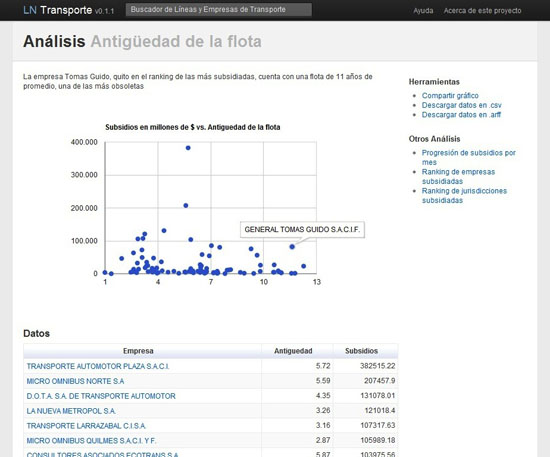 LN Transporte v0.1.1 Buscador de Líneas y Empresas de Transporte Ayuda Acerca de este proyecto
Análisis Antigüedad de la flota
La empresa Tomas Guido, quito en el ranking de las más subsidiadas, cuenta con una flota de 11 años de
promedio, una de las más obsoletas
Herramientas
Compartir gráfico
Descargar datos en .csv
Descargar datos en .arff
Otros Análisis
Progresión de subsidios por
mes
Ranking de empresas
subsidiadas
Ranking de jurisdicciones
subsidiadas
Subsidios en millones de $ vs. Antiguedad de la flota
400.000
300.000
200.000
100.000
0
GENERAL TOMAS GUIDO S.A.C.I.F.
1 4 7 10 13
Datos
Empresa Antiguedad Subsidios
TRANSPORTE AUTOMOTOR PLAZA S.A.C.I. 5.72 382515.22
MICRO OMNIBUS NORTE S.A 5.59 207457.9
D.O.T.A. S.A. DE TRANSPORTE AUTOMOTOR 4.35 131078.01
LA NUEVA METROPOL S.A. 3.26 121018.4
TRANSPORTE LARRAZABAL C.I.S.A. 3.16 107317.63
MICRO OMNIBUS QUILMES S.A.C.I. Y F. 2.87 105989.18
CONSULTORES ASOCIADOS ECOTRANS S.A. 5.87 103975.56